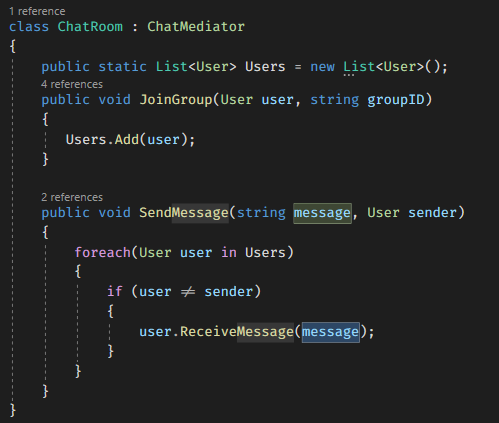 1 reference
class ChatRoom : ChatMediator
{
    public static List<User> Users = new List<User>();
    4 references
    public void JoinGroup(User user, string groupID)
    {
       Users.Add(user);
    }
    2 references
    public void SendMessage(string message, User sender)
    {
        foreach(User user in Users)
        {
            if (user ≠ sender)
            {
                user.ReceiveMessage(message);
            }
        }
    }
}